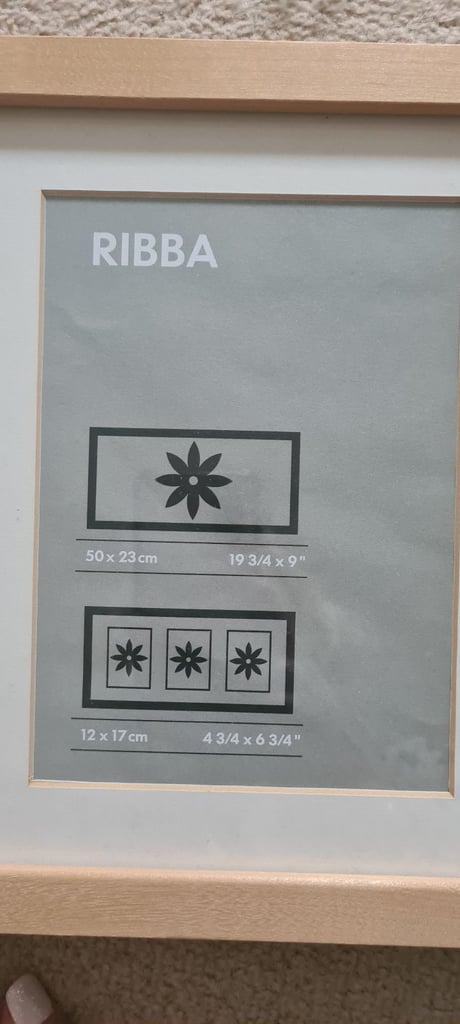 RIBBA
50 x 23 cm 19 3/4 x 9"
12 x 17 cm 4 3/4 x 6 3/4"